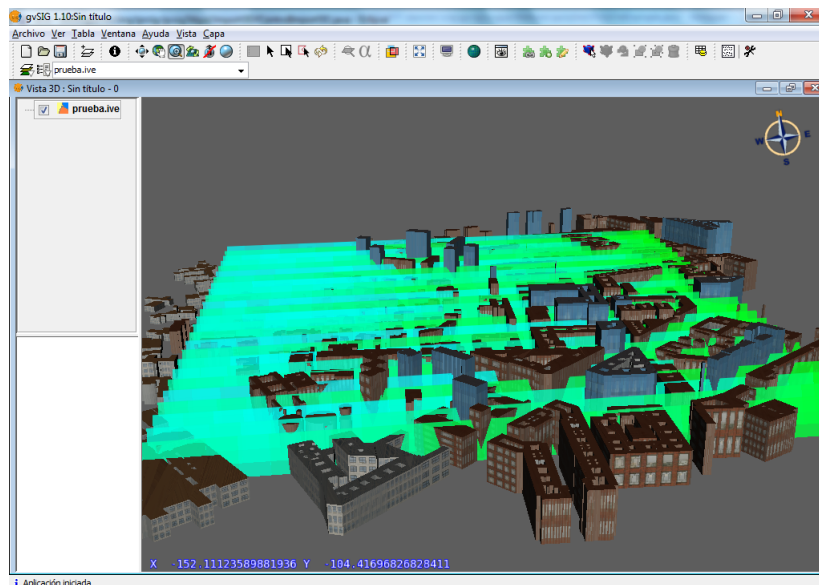 gvSIG 1.10:Sin título
Archivo Ver Tabla Ventana Ayuda Vista Capa
prueba.ive
Vista 3D : Sin título - 0
prueba.ive
N
W E
S
X -152.11123589881936 Y -104.41696826828411
Aplicación iniciada